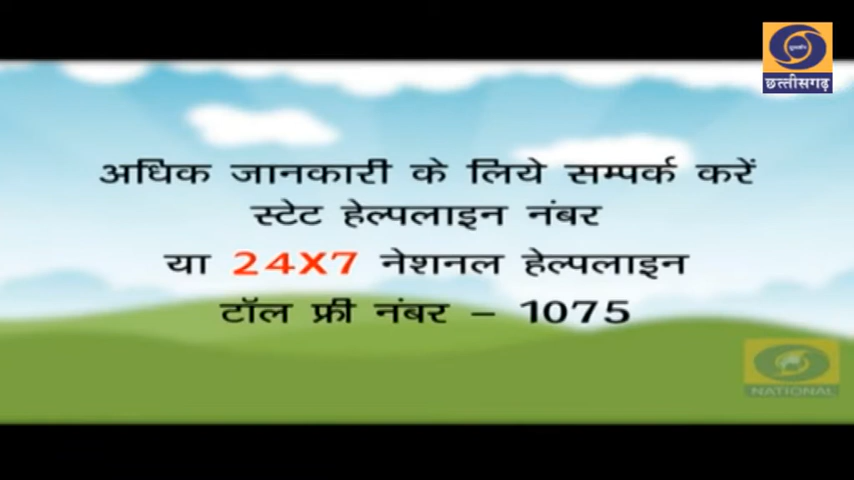 छत्तीसगढ़
अधिक जानकारी के लिये सम्पर्क करें
स्टेट हेल्पलाइन नंबर
या 24X7 नेशनल हेल्पलाइन
टॉल फ्री नंबर – 1075
NATIONAL